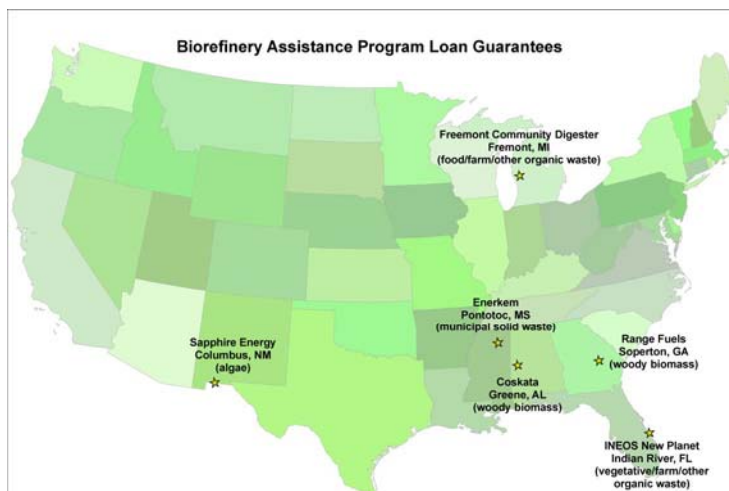 Biorefinery Assistance Program Loan Guarantees
Freemont Community Digester
Fremont, MI
(food/farm/other organic waste)
Enerkem
Pontotoc, MS
(municipal solid waste)
Sapphire Energy
Columbus, NM
(algae)
Range Fuels
Soperton, GA
(woody biomass)
Coskata
Greene, AL
(woody biomass)
INEOS New Planet
Indian River, FL
(vegetative/farm/other
organic waste)